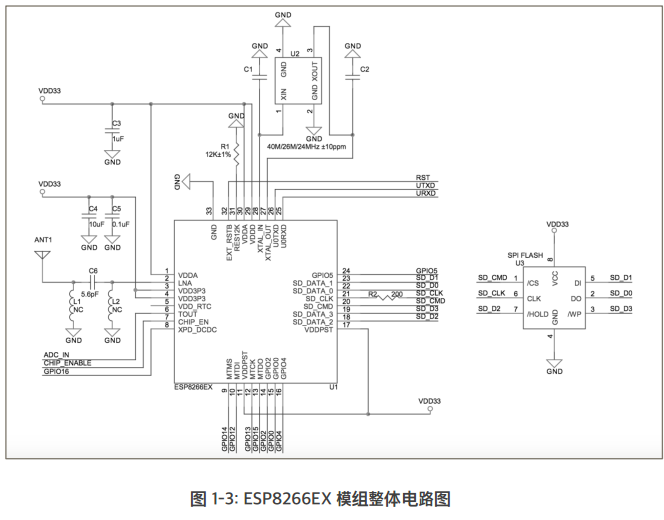 GND
4
U2
3
GND
XOUT
XIN
GND
1
2
GND
C1
GND
C2
GND
40M/26M/24MHz ±10ppm
VDD33
C3
1uF
GND
GND
R1
12K±1%
VDD33
C4
10uF
GND
C5
0.1uF
GND
GND
RST
UTXD
URXD
33
32
31
30
29
28
27
26
25
GND
EXT_RSTB
RES12K
VDDA
VDDD
XTAL_IN
XTAL_OUT
U0TXD
U0RXD
ANT1
C6
5.6pF
L1
NC
GND
L2
NC
GND
1 VDDA
2 LNA
3 VDD3P3
4 VDD3P3
5 VDD_RTC
6 TOUT
7 CHIP_EN
8 XPD_DCDC
ADC_IN
CHIP_ENABLE
GPIO16
GPIO5 24 GPIO5
SD_DATA_1 23 SD_D1
SD_DATA_0 22 SD_D0
SD_CLK 21 R2 200 SD_CLK
SD_CMD 20 SD_CMD
SD_DATA_3 19 SD_D3
SD_DATA_2 18 SD_D2
VDDPST 17
MTMS
MTDI
VDDPST
MTCK
MTDO
GPIO2
GPIO0
GPIO4
ESP8266EX
U1
9
10
11
12
13
14
15
16
GPIO14
GPIO12
GPIO13
GPIO15
GPIO2
GPIO0
GPIO4
VDD33
VDD33
SPI FLASH
U3
8
VCC
SD_CMD 1 /CS
SD_CLK 6 CLK
SD_D2 7 /HOLD
DI 5 SD_D1
DO 2 SD_D0
/WP 3 SD_D3
GND
4
GND
图 1-3: ESP8266EX 模组整体电路图